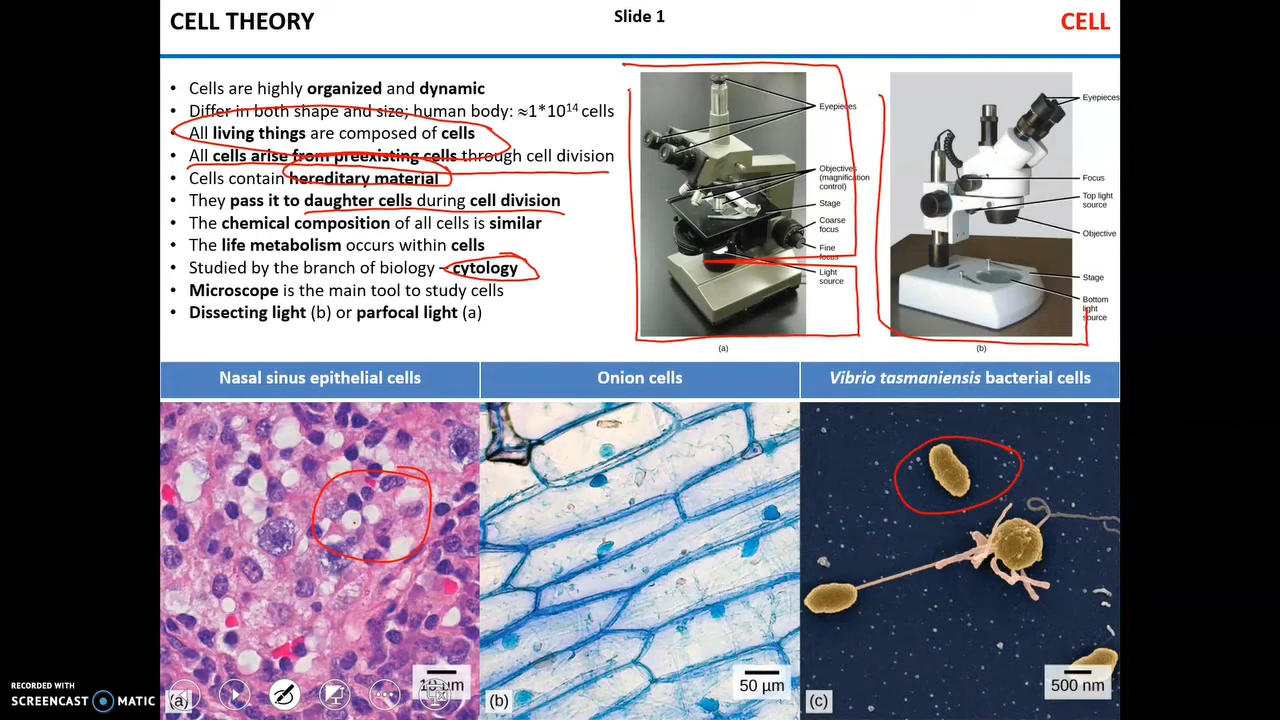 CELL THEORY
Slide 1
CELL
• Cells are highly organized and dynamic
• Differ in both shape and size; human body: ≈1*10¹⁴ cells
• All living things are composed of cells
• All cells arise from preexisting cells through cell division
• Cells contain hereditary material
• They pass it to daughter cells during cell division
• The chemical composition of all cells is similar
• The life metabolism occurs within cells
• Studied by the branch of biology - cytology
• Microscope is the main tool to study cells
• Dissecting light (b) or parfocal light (a)
Eyepieces
Objectives
(magnification
control)
Stage
Coarse
focus
Fine
focus
Light
source
(a)
Eyepieces
Focus
Top light
source
Objective
Stage
Bottom
light
source
(b)
Nasal sinus epithelial cells
Onion cells
Vibrio tasmaniensis bacterial cells
(a)
10 µm
(b)
50 µm
(c)
500 nm
RECORDED WITH
SCREENCAST MATIC